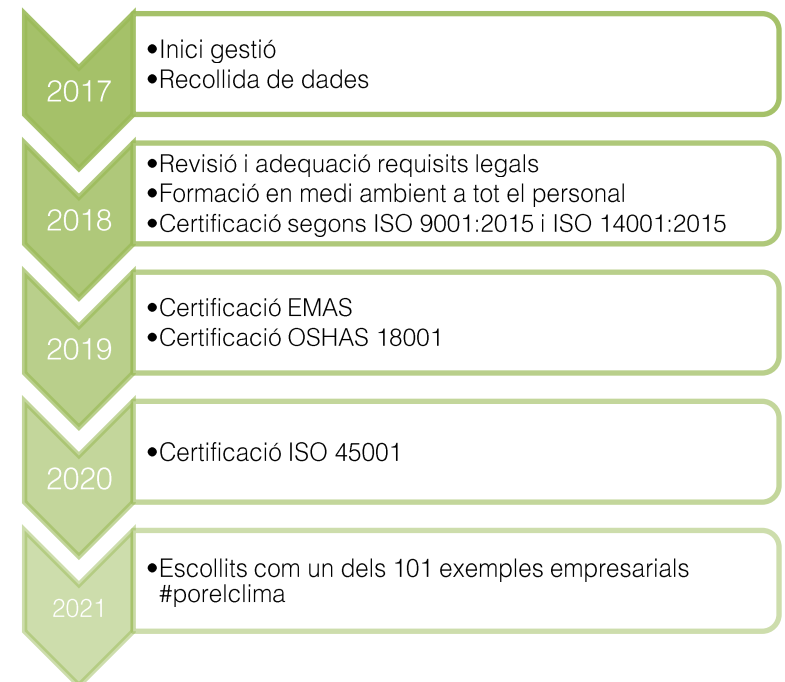 2017
•Inici gestió
•Recollida de dades
2018
•Revisió i adequació requisits legals
•Formació en medi ambient a tot el personal
•Certificació segons ISO 9001:2015 i ISO 14001:2015
2019
•Certificació EMAS
•Certificació OSHAS 18001
2020
•Certificació ISO 45001
2021
•Escollits com un dels 101 exemples empresarials
#porelclima